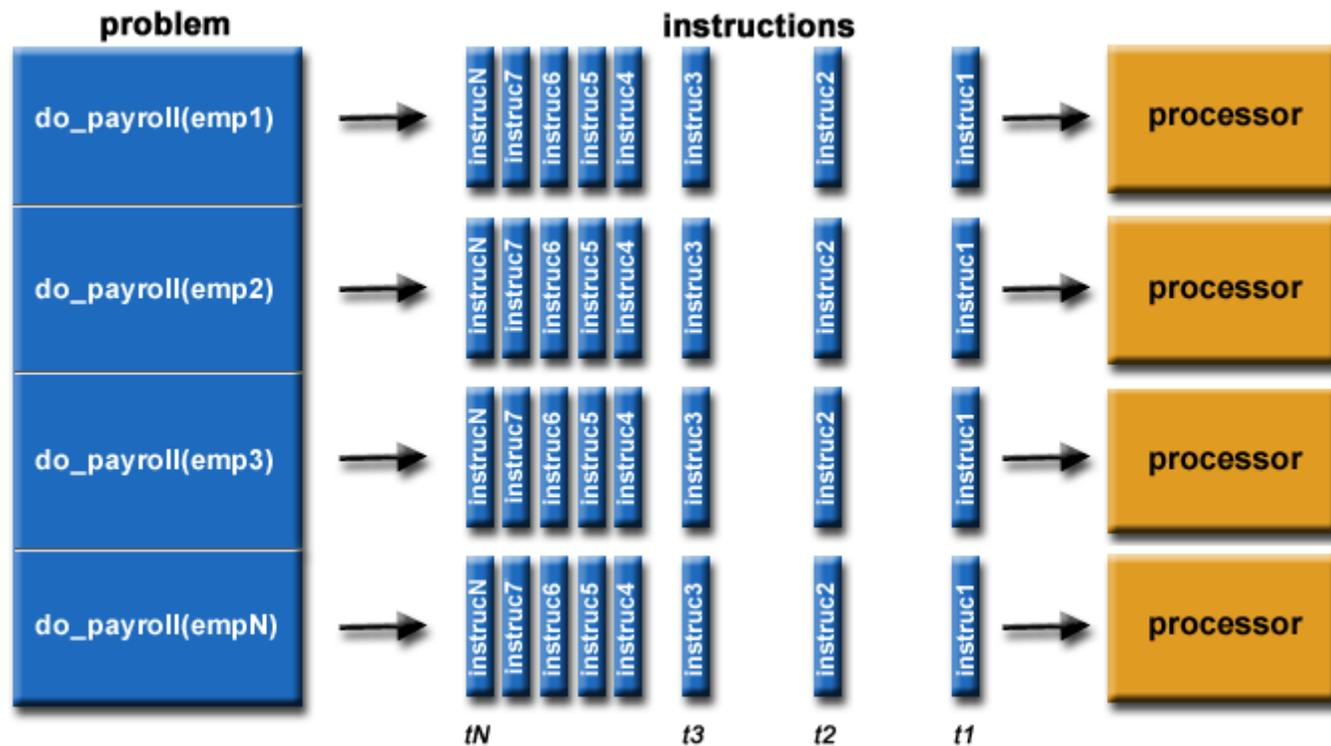 problem
instructions
do_payroll(emp1)
instrucN
instruc7
instruc6
instruc5
instruc4
instruc3
instruc2
instruc1
processor
do_payroll(emp2)
instrucN
instruc7
instruc6
instruc5
instruc4
instruc3
instruc2
instruc1
processor
do_payroll(emp3)
instrucN
instruc7
instruc6
instruc5
instruc4
instruc3
instruc2
instruc1
processor
do_payroll(empN)
instrucN
instruc7
instruc6
instruc5
instruc4
instruc3
instruc2
instruc1
processor
tN
t3
t2
t1